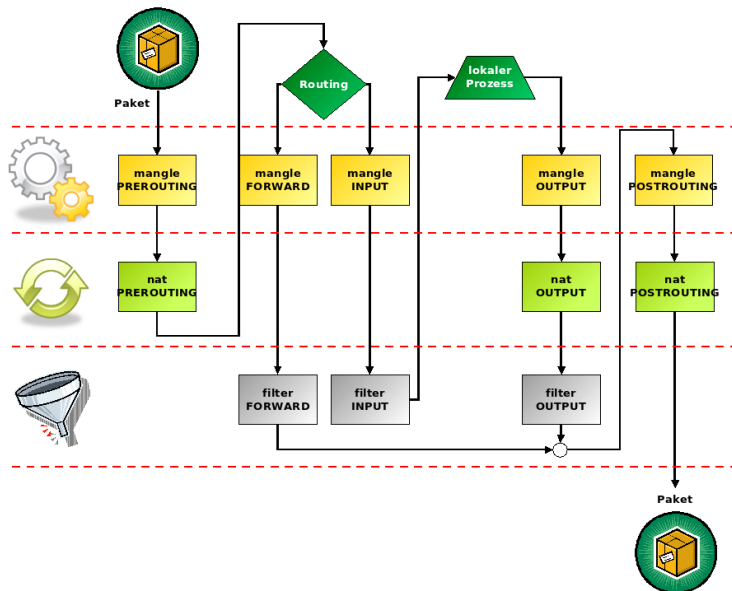 Paket
Routing
lokaler
Prozess
mangle
PREROUTING
mangle
FORWARD
mangle
INPUT
mangle
OUTPUT
mangle
POSTROUTING
nat
PREROUTING
nat
OUTPUT
nat
POSTROUTING
filter
FORWARD
filter
INPUT
filter
OUTPUT
Paket